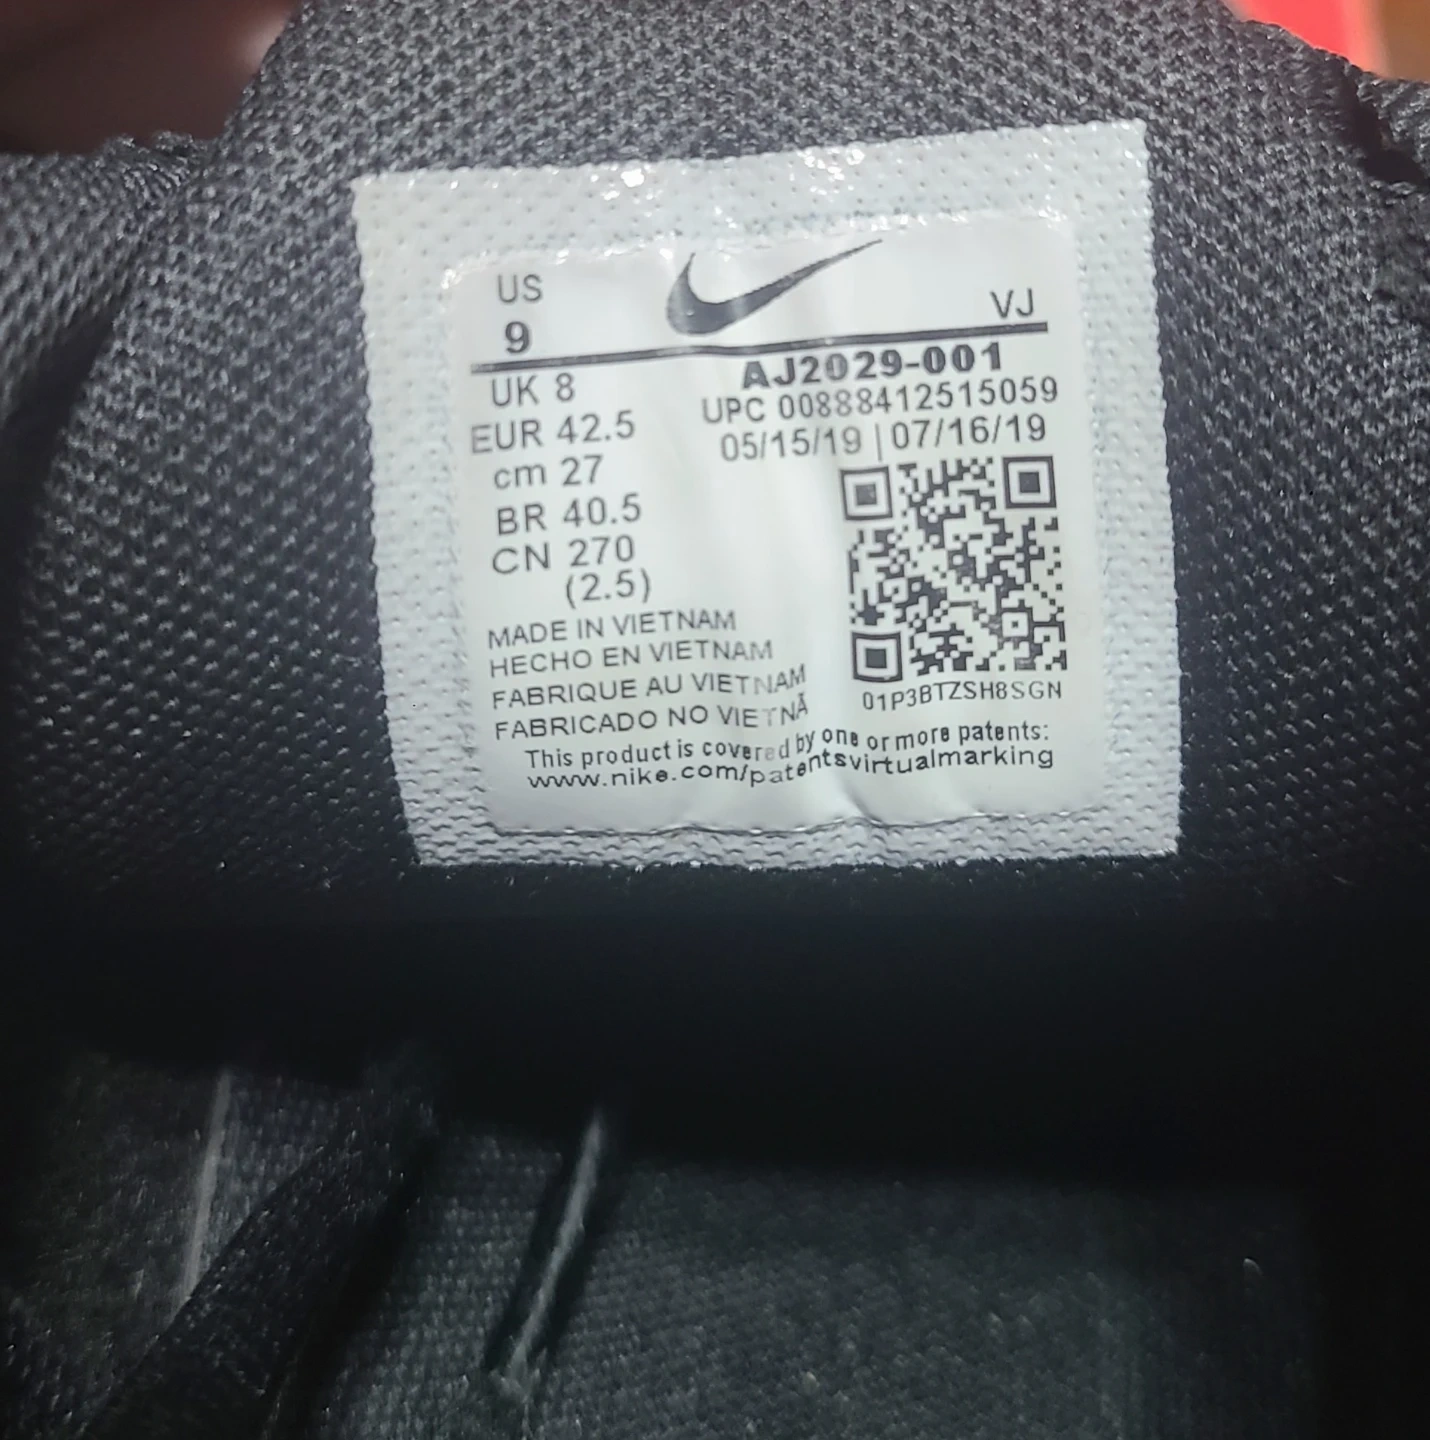 US
9
VJ
UK 8
EUR 42.5
cm 27
BR 40.5
CN 270
(2.5)
AJ2029-001
UPC 00888412515059
05/15/19 | 07/16/19
01P3BTZSH8SGN
MADE IN VIETNAM
HECHO EN VIETNAM
FABRIQUE AU VIETNAM
FABRICADO NO VIETNÃ
This product is covered by one or more patents:
www.nike.com/patentsvirtualmarking